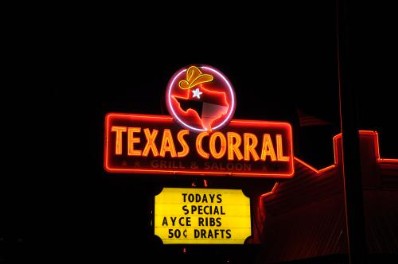 TEXAS CORRAL
GRILL & SALOON
TODAYS
SPECIAL
AYCE RIBS
50¢ DRAFTS